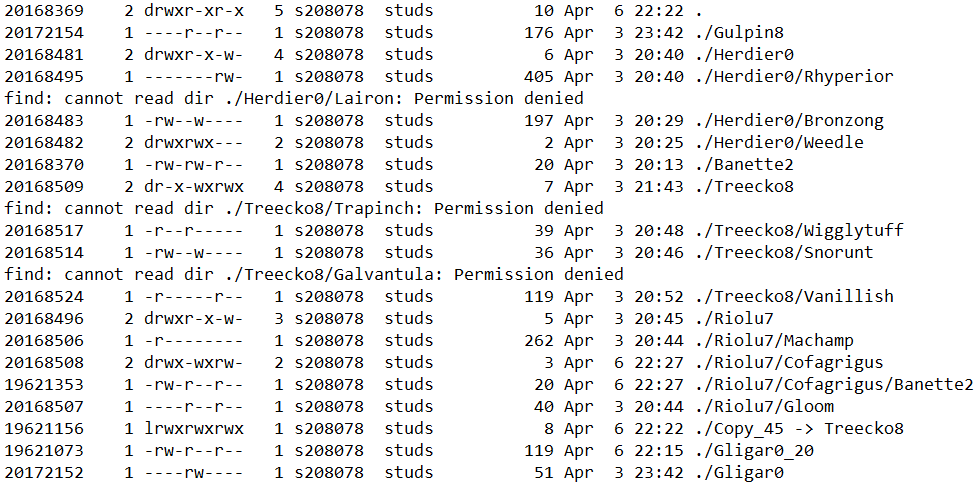 20168369    2 drwxr-xr-x   5 s208078  studs          10 Apr  6 22:22 .
20172154    1 ----r--r--   1 s208078  studs         176 Apr  3 23:42 ./Gulpin8
20168481    2 drwxr-x-w-   4 s208078  studs           6 Apr  3 20:40 ./Herdier0
20168495    1 -------rw-   1 s208078  studs         405 Apr  3 20:40 ./Herdier0/Rhyperior
find: cannot read dir ./Herdier0/Lairon: Permission denied
20168483    1 -rw--w----   1 s208078  studs         197 Apr  3 20:29 ./Herdier0/Bronzong
20168482    2 drwxrwx---   2 s208078  studs           2 Apr  3 20:25 ./Herdier0/Weedle
20168370    1 -rw-rw-r--   1 s208078  studs          20 Apr  3 20:13 ./Banette2
20168509    2 dr-x-wxrwx   4 s208078  studs           7 Apr  3 21:43 ./Treecko8
find: cannot read dir ./Treecko8/Trapinch: Permission denied
20168517    1 -r--r-----   1 s208078  studs          39 Apr  3 20:48 ./Treecko8/Wigglytuff
20168514    1 -rw--w----   1 s208078  studs          36 Apr  3 20:46 ./Treecko8/Snorunt
find: cannot read dir ./Treecko8/Galvantula: Permission denied
20168524    1 -r-----r--   1 s208078  studs         119 Apr  3 20:52 ./Treecko8/Vanillish
20168496    2 drwxr-x-w-   3 s208078  studs           5 Apr  3 20:45 ./Riolu7
20168506    1 -r--------   1 s208078  studs         262 Apr  3 20:44 ./Riolu7/Machamp
20168508    2 drwx-wxrw-   2 s208078  studs           3 Apr  6 22:27 ./Riolu7/Cofagrigus
19621353    1 -rw-r--r--   1 s208078  studs          20 Apr  6 22:27 ./Riolu7/Cofagrigus/Banette2
20168507    1 ----r--r--   1 s208078  studs          40 Apr  3 20:44 ./Riolu7/Gloom
19621156    1 lrwxrwxrwx   1 s208078  studs           8 Apr  6 22:22 ./Copy_45 -> Treecko8
19621073    1 -rw-r--r--   1 s208078  studs         119 Apr  6 22:15 ./Gligar0_20
20172152    1 ----rw----   1 s208078  studs          51 Apr  3 23:42 ./Gligar0